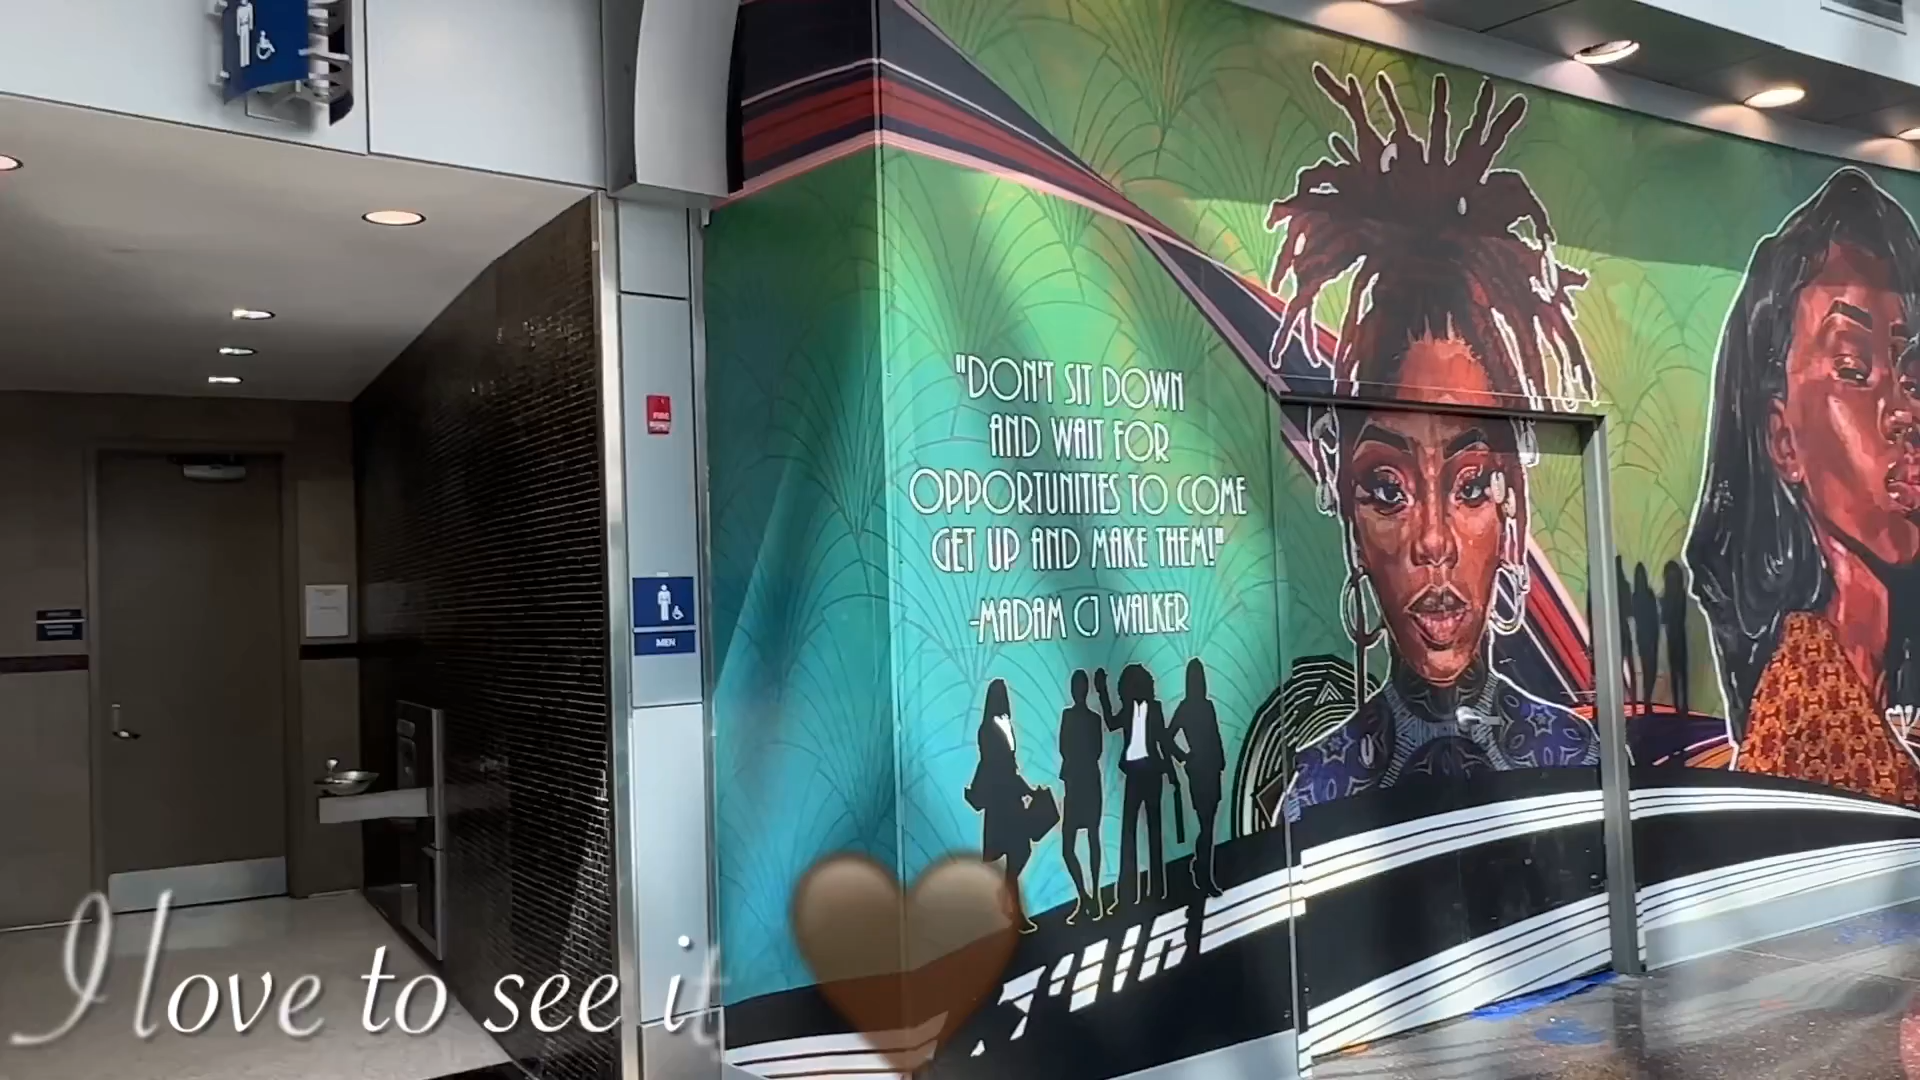 "DON'T SIT DOWN
AND WAIT FOR
OPPORTUNITIES TO COME
GET UP AND MAKE THEM!"
-MADAM CJ WALKER
MEN
I love to see it